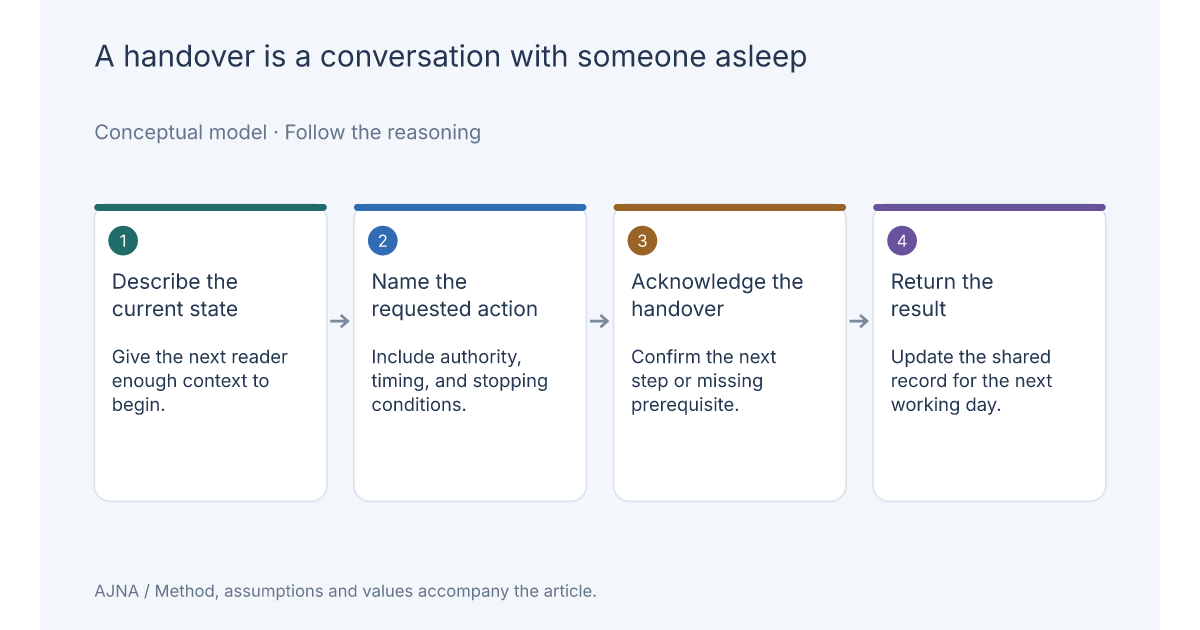 A handover is a conversation with someone asleep
Conceptual model · Follow the reasoning
1
Describe the
current state
Give the next reader
enough context to
begin.
2
Name the
requested action
Include authority,
timing, and stopping
conditions.
3
Acknowledge the
handover
Confirm the next
step or missing
prerequisite.
4
Return the
result
Update the shared
record for the next
working day.
AJNA / Method, assumptions and values accompany the article.